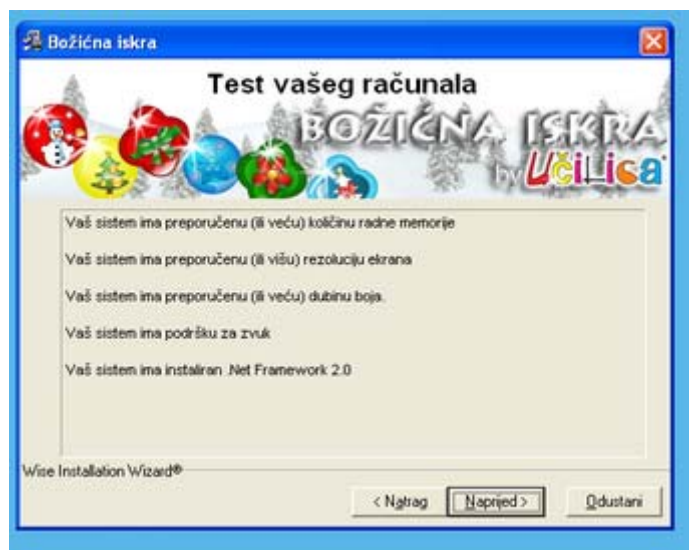 Božićna iskra
Test vašeg računala
BOŽIĆNA ISKRA
by Učilica
Vaš sistem ima preporučenu (ili veću) količinu radne memorije
Vaš sistem ima preporučenu (ili višu) rezoluciju ekrana
Vaš sistem ima preporučenu (ili veću) dubinu boja.
Vaš sistem ima podršku za zvuk
Vaš sistem ima instaliran .Net Framework 2.0
Wise Installation Wizard®
< Natrag Naprijed > Odustani